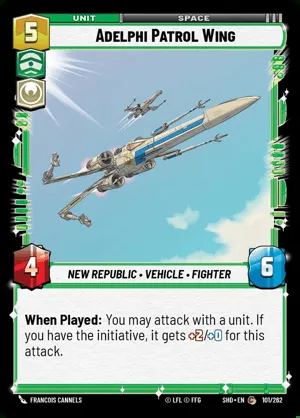 UNIT SPACE
5 ADELPHI PATROL WING
4 6
NEW REPUBLIC • VEHICLE • FIGHTER
When Played: You may attack with a unit. If
you have the initiative, it gets +2/+0 for
this attack.
FRANCOIS CANNELS © LFL © FFG SHD • EN C 101/262